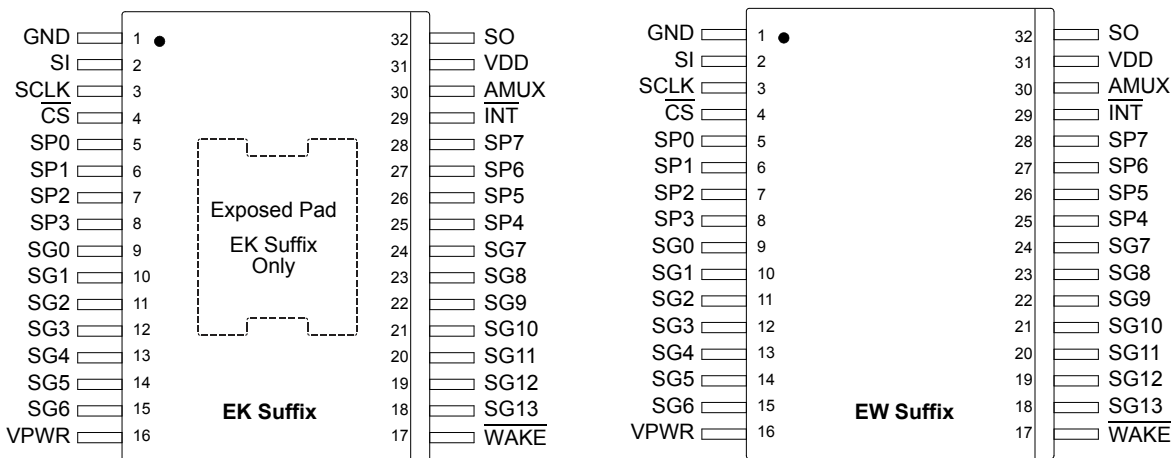 GND 1 32 SO
SI 2 31 VDD
SCLK 3 30 AMUX
CS 4 29 INT
SP0 5 28 SP7
SP1 6 27 SP6
SP2 7 26 SP5
SP3 8 25 SP4
SG0 9 24 SG7
SG1 10 23 SG8
SG2 11 22 SG9
SG3 12 21 SG10
SG4 13 20 SG11
SG5 14 19 SG12
SG6 15 18 SG13
VPWR 16 17 WAKE
Exposed Pad
EK Suffix
Only
EK Suffix
GND 1 32 SO
SI 2 31 VDD
SCLK 3 30 AMUX
CS 4 29 INT
SP0 5 28 SP7
SP1 6 27 SP6
SP2 7 26 SP5
SP3 8 25 SP4
SG0 9 24 SG7
SG1 10 23 SG8
SG2 11 22 SG9
SG3 12 21 SG10
SG4 13 20 SG11
SG5 14 19 SG12
SG6 15 18 SG13
VPWR 16 17 WAKE
EW Suffix